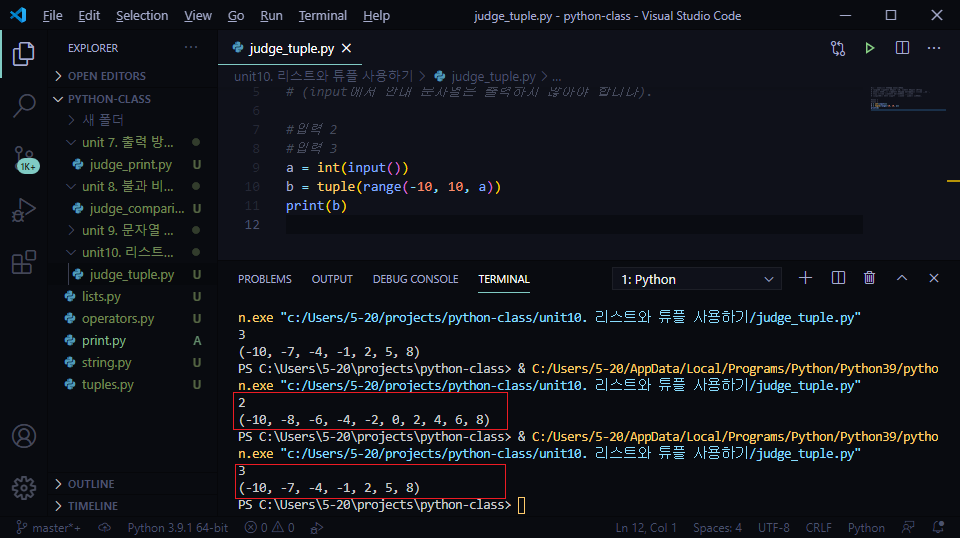 File Edit Selection View Go Run Terminal Help judge_tuple.py - python-class - Visual Studio Code
EXPLORER
OPEN EDITORS
PYTHON-CLASS
새 폴더
unit 7. 출력 방...
judge_print.py U
unit 8. 불과 비...
judge_compari... U
unit 9. 문자열 ...
unit10. 리스트...
judge_tuple.py U
lists.py U
operators.py U
print.py A
string.py U
tuples.py U
OUTLINE
TIMELINE
1K+
judge_tuple.py
unit10. 리스트와 튜플 사용하기 > judge_tuple.py > ...
5 # (input에서 안내 문자열은 출력하지 않아야 합니다).
6
7 #입력 2
8 #입력 3
9 a = int(input())
10 b = tuple(range(-10, 10, a))
11 print(b)
12
PROBLEMS OUTPUT DEBUG CONSOLE TERMINAL 1: Python
n.exe "c:/Users/5-20/projects/python-class/unit10. 리스트와 튜플 사용하기/judge_tuple.py"
3
(-10, -7, -4, -1, 2, 5, 8)
PS C:\Users\5-20\projects\python-class> & C:/Users/5-20/AppData/Local/Programs/Python/Python39/python.exe "c:/Users/5-20/projects/python-class/unit10. 리스트와 튜플 사용하기/judge_tuple.py"
2
(-10, -8, -6, -4, -2, 0, 2, 4, 6, 8)
PS C:\Users\5-20\projects\python-class> & C:/Users/5-20/AppData/Local/Programs/Python/Python39/pytho
n.exe "c:/Users/5-20/projects/python-class/unit10. 리스트와 튜플 사용하기/judge_tuple.py"
3
(-10, -7, -4, -1, 2, 5, 8)
PS C:\Users\5-20\projects\python-class>
master*+ Python 3.9.1 64-bit 0 0 Ln 12, Col 1 Spaces: 4 UTF-8 CRLF Python